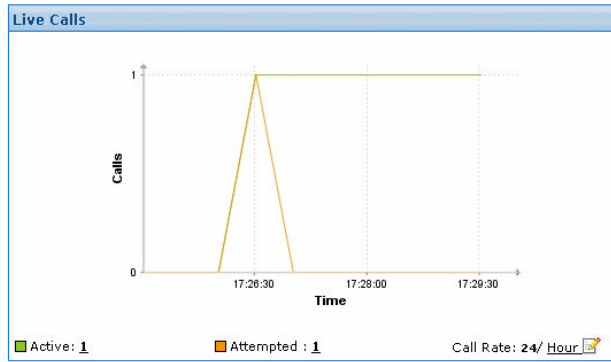 Live Calls
1
Calls
0
17:26:30 17:28:00 17:29:30
Time
Active: 1 Attempted : 1 Call Rate: 24/ Hour